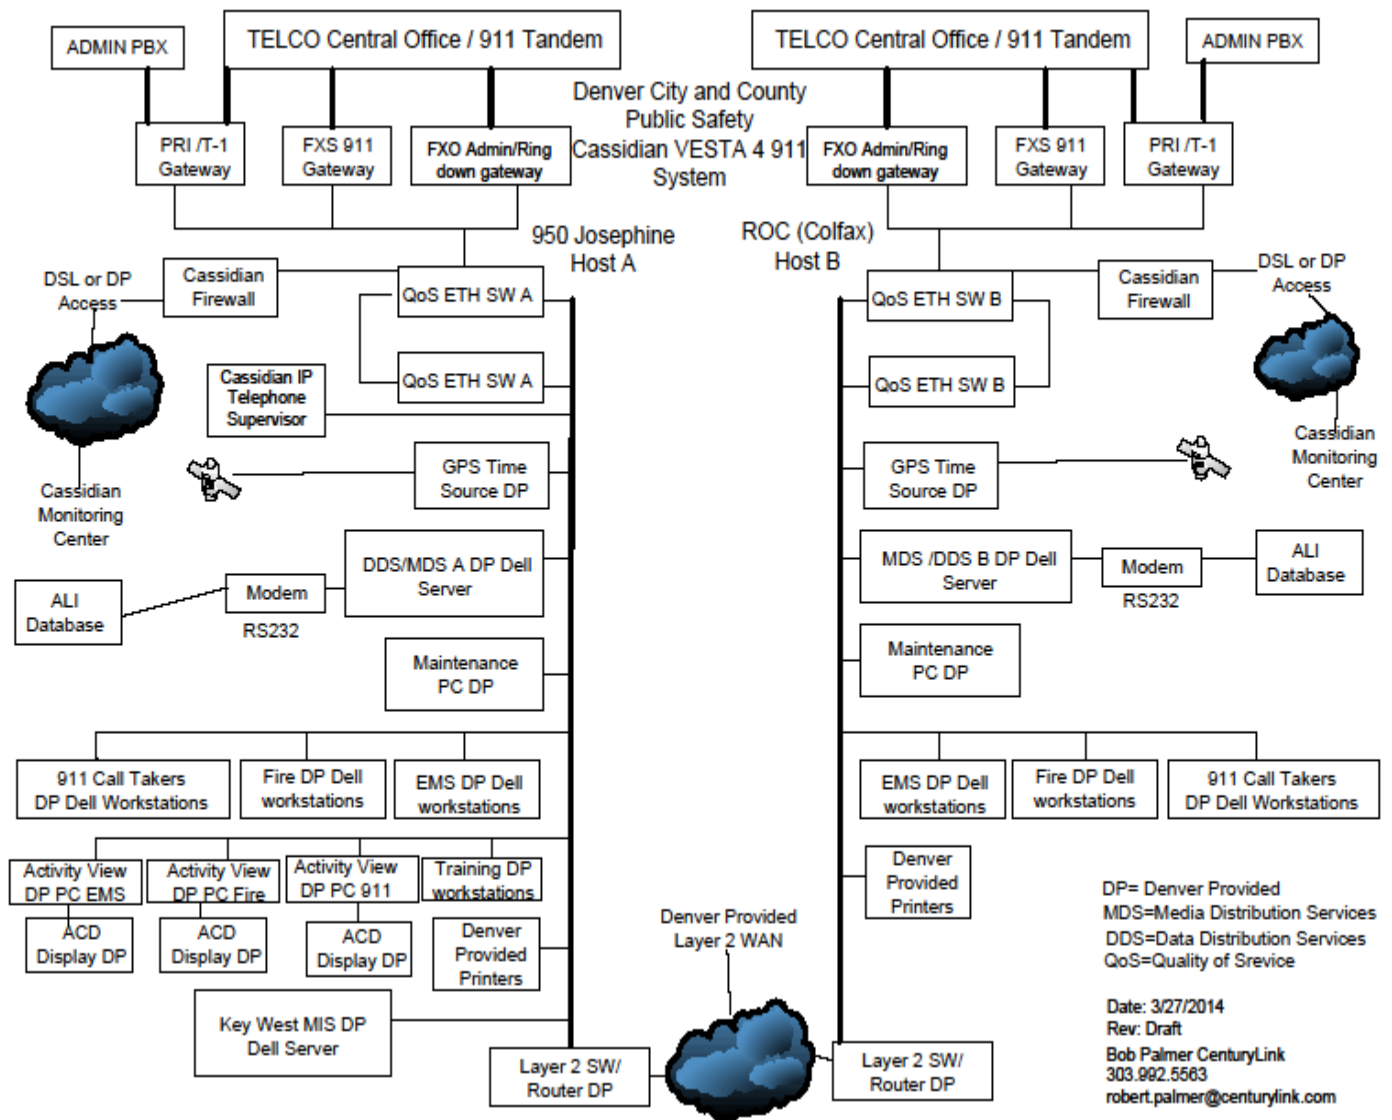 ADMIN PBX
TELCO Central Office / 911 Tandem
TELCO Central Office / 911 Tandem
ADMIN PBX
Denver City and County
Public Safety
Cassidian VESTA 4 911
System
PRI /T-1
Gateway
FXS 911
Gateway
FXO Admin/Ring
down gateway
FXO Admin/Ring
down gateway
FXS 911
Gateway
PRI /T-1
Gateway
950 Josephine
Host A
ROC (Colfax)
Host B
DSL or DP
Access
Cassidian
Firewall
QoS ETH SW A
QoS ETH SW B
Cassidian
Firewall
DSL or DP
Access
QoS ETH SW A
QoS ETH SW B
Cassidian IP
Telephone
Supervisor
Cassidian
Monitoring
Center
GPS Time
Source DP
GPS Time
Source DP
Cassidian
Monitoring
Center
DDS/MDS A DP Dell
Server
MDS /DDS B DP Dell
Server
ALI
Database
Modem
RS232
Modem
RS232
ALI
Database
Maintenance
PC DP
Maintenance
PC DP
911 Call Takers
DP Dell Workstations
Fire DP Dell
workstations
EMS DP Dell
workstations
EMS DP Dell
workstations
Fire DP Dell
workstations
911 Call Takers
DP Dell Workstations
Activity View
DP PC EMS
Activity View
DP PC Fire
Activity View
DP PC 911
Training DP
workstations
Denver
Provided
Printers
ACD
Display DP
ACD
Display DP
ACD
Display DP
Denver
Provided
Printers
Denver Provided
Layer 2 WAN
Key West MIS DP
Dell Server
Layer 2 SW/
Router DP
Layer 2 SW/
Router DP
DP= Denver Provided
MDS=Media Distribution Services
DDS=Data Distribution Services
QoS=Quality of Srevice
Date: 3/27/2014
Rev: Draft
Bob Palmer CenturyLink
303.992.5563
robert.palmer@centurylink.com